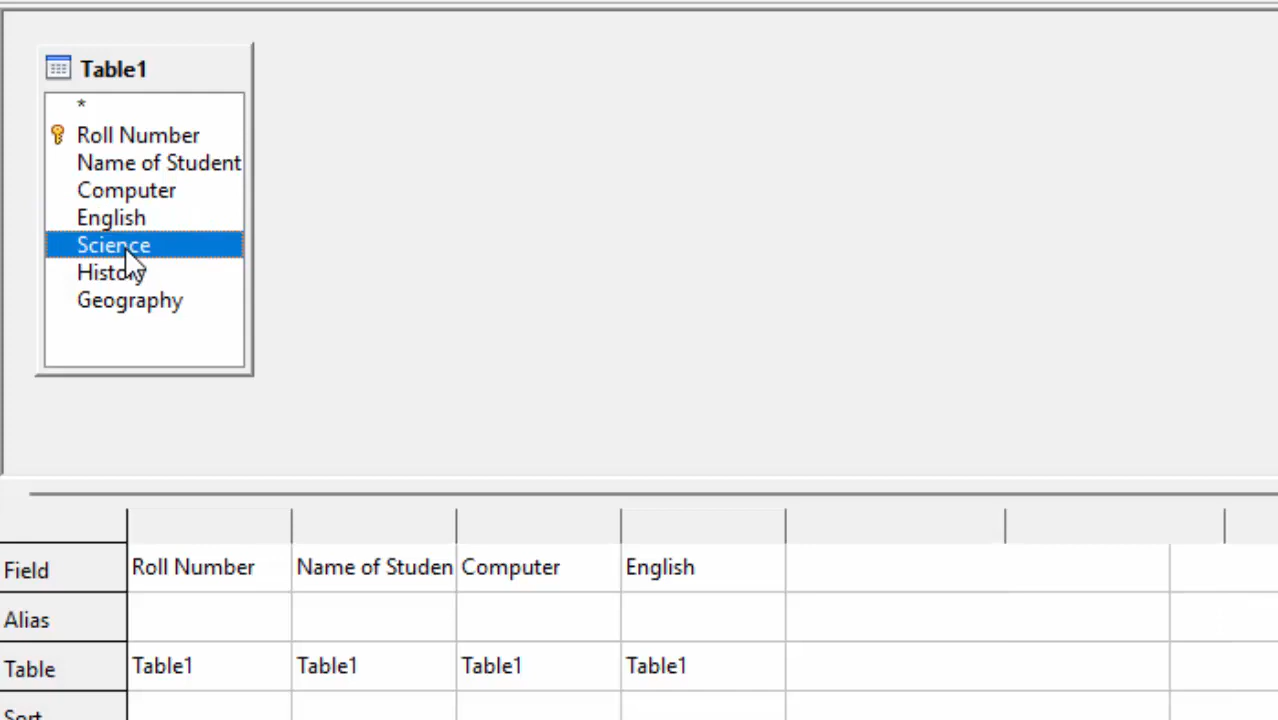 Table1
*
Roll Number
Name of Student
Computer
English
Science
History
Geography
Field Roll Number Name of Studen Computer English
Alias
Table Table1 Table1 Table1 Table1
Sort